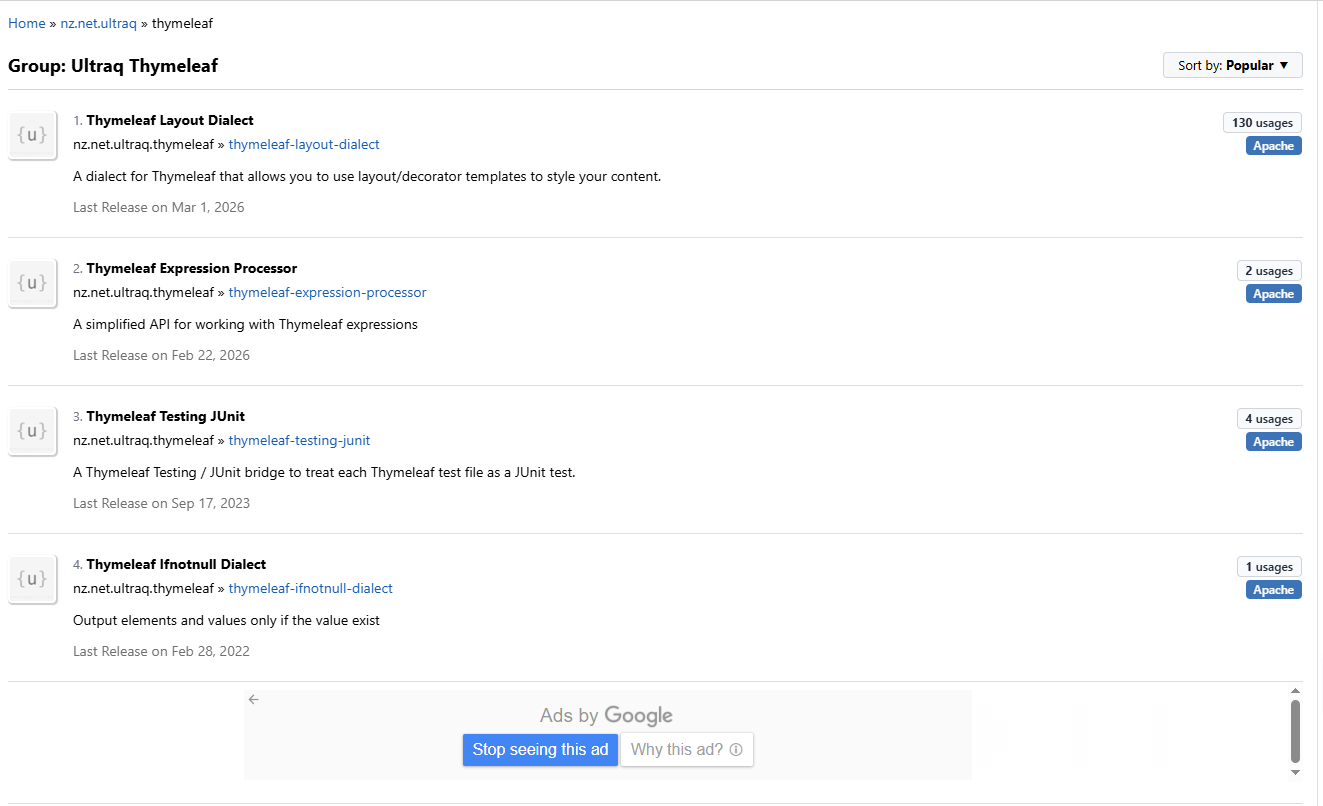 Home » nz.net.ultraq » thymeleaf
Group: Ultraq Thymeleaf
Sort by: Popular ▼
{u}
1. Thymeleaf Layout Dialect
130 usages
nz.net.ultraq.thymeleaf » thymeleaf-layout-dialect
Apache
A dialect for Thymeleaf that allows you to use layout/decorator templates to style your content.
Last Release on Mar 1, 2026
{u}
2. Thymeleaf Expression Processor
2 usages
nz.net.ultraq.thymeleaf » thymeleaf-expression-processor
Apache
A simplified API for working with Thymeleaf expressions
Last Release on Feb 22, 2026
{u}
3. Thymeleaf Testing JUnit
4 usages
nz.net.ultraq.thymeleaf » thymeleaf-testing-junit
Apache
A Thymeleaf Testing / JUnit bridge to treat each Thymeleaf test file as a JUnit test.
Last Release on Sep 17, 2023
{u}
4. Thymeleaf Ifnotnull Dialect
1 usages
nz.net.ultraq.thymeleaf » thymeleaf-ifnotnull-dialect
Apache
Output elements and values only if the value exist
Last Release on Feb 28, 2022
Ads by Google
Stop seeing this ad
Why this ad?